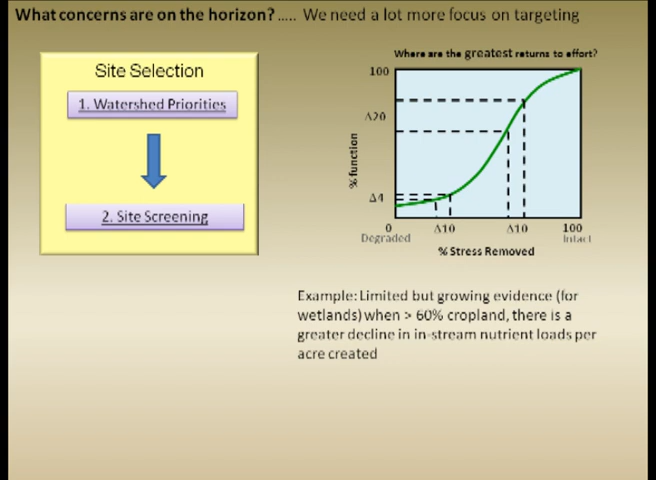 What concerns are on the horizon? ..... We need a lot more focus on targeting
Site Selection
1. Watershed Priorities
2. Site Screening
Where are the greatest returns to effort?
100
Δ20
% function
Δ4
0 Δ10 Δ10 100
Degraded Intact
% Stress Removed
Example: Limited but growing evidence (for
wetlands) when > 60% cropland, there is a
greater decline in in-stream nutrient loads per
acre created